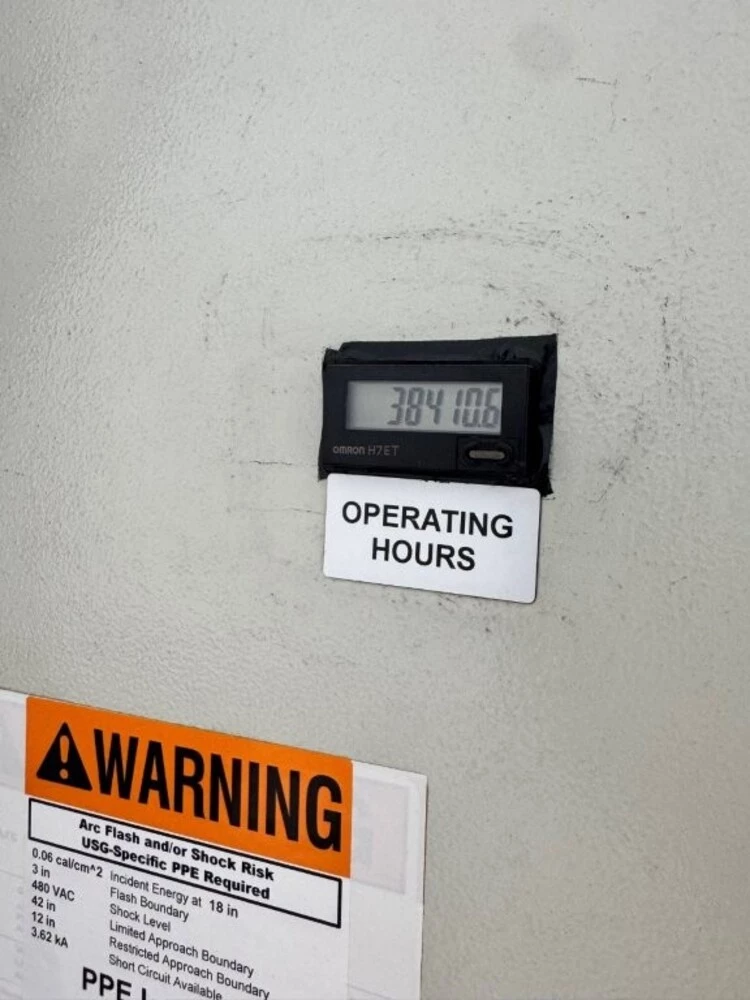 38410.6
OMRON H7ET
OPERATING
HOURS
WARNING
Arc Flash and/or Shock Risk
USG-Specific PPE Required
0.06 cal/cm^2 Incident Energy at 18 in
3 in Flash Boundary
480 VAC Shock Level
42 in Limited Approach Boundary
12 in Restricted Approach Boundary
3.62 kA Short Circuit Available
PPE